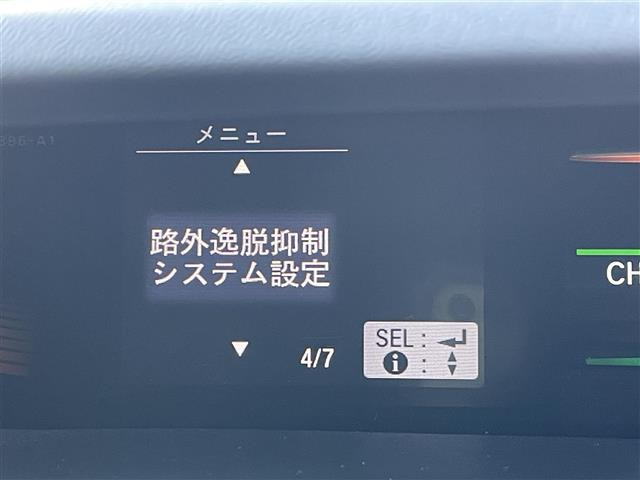 メニュー
▲
路外逸脱抑制
システム設定
▼ 4/7
SEL : ↵
i : ▲▼
CH